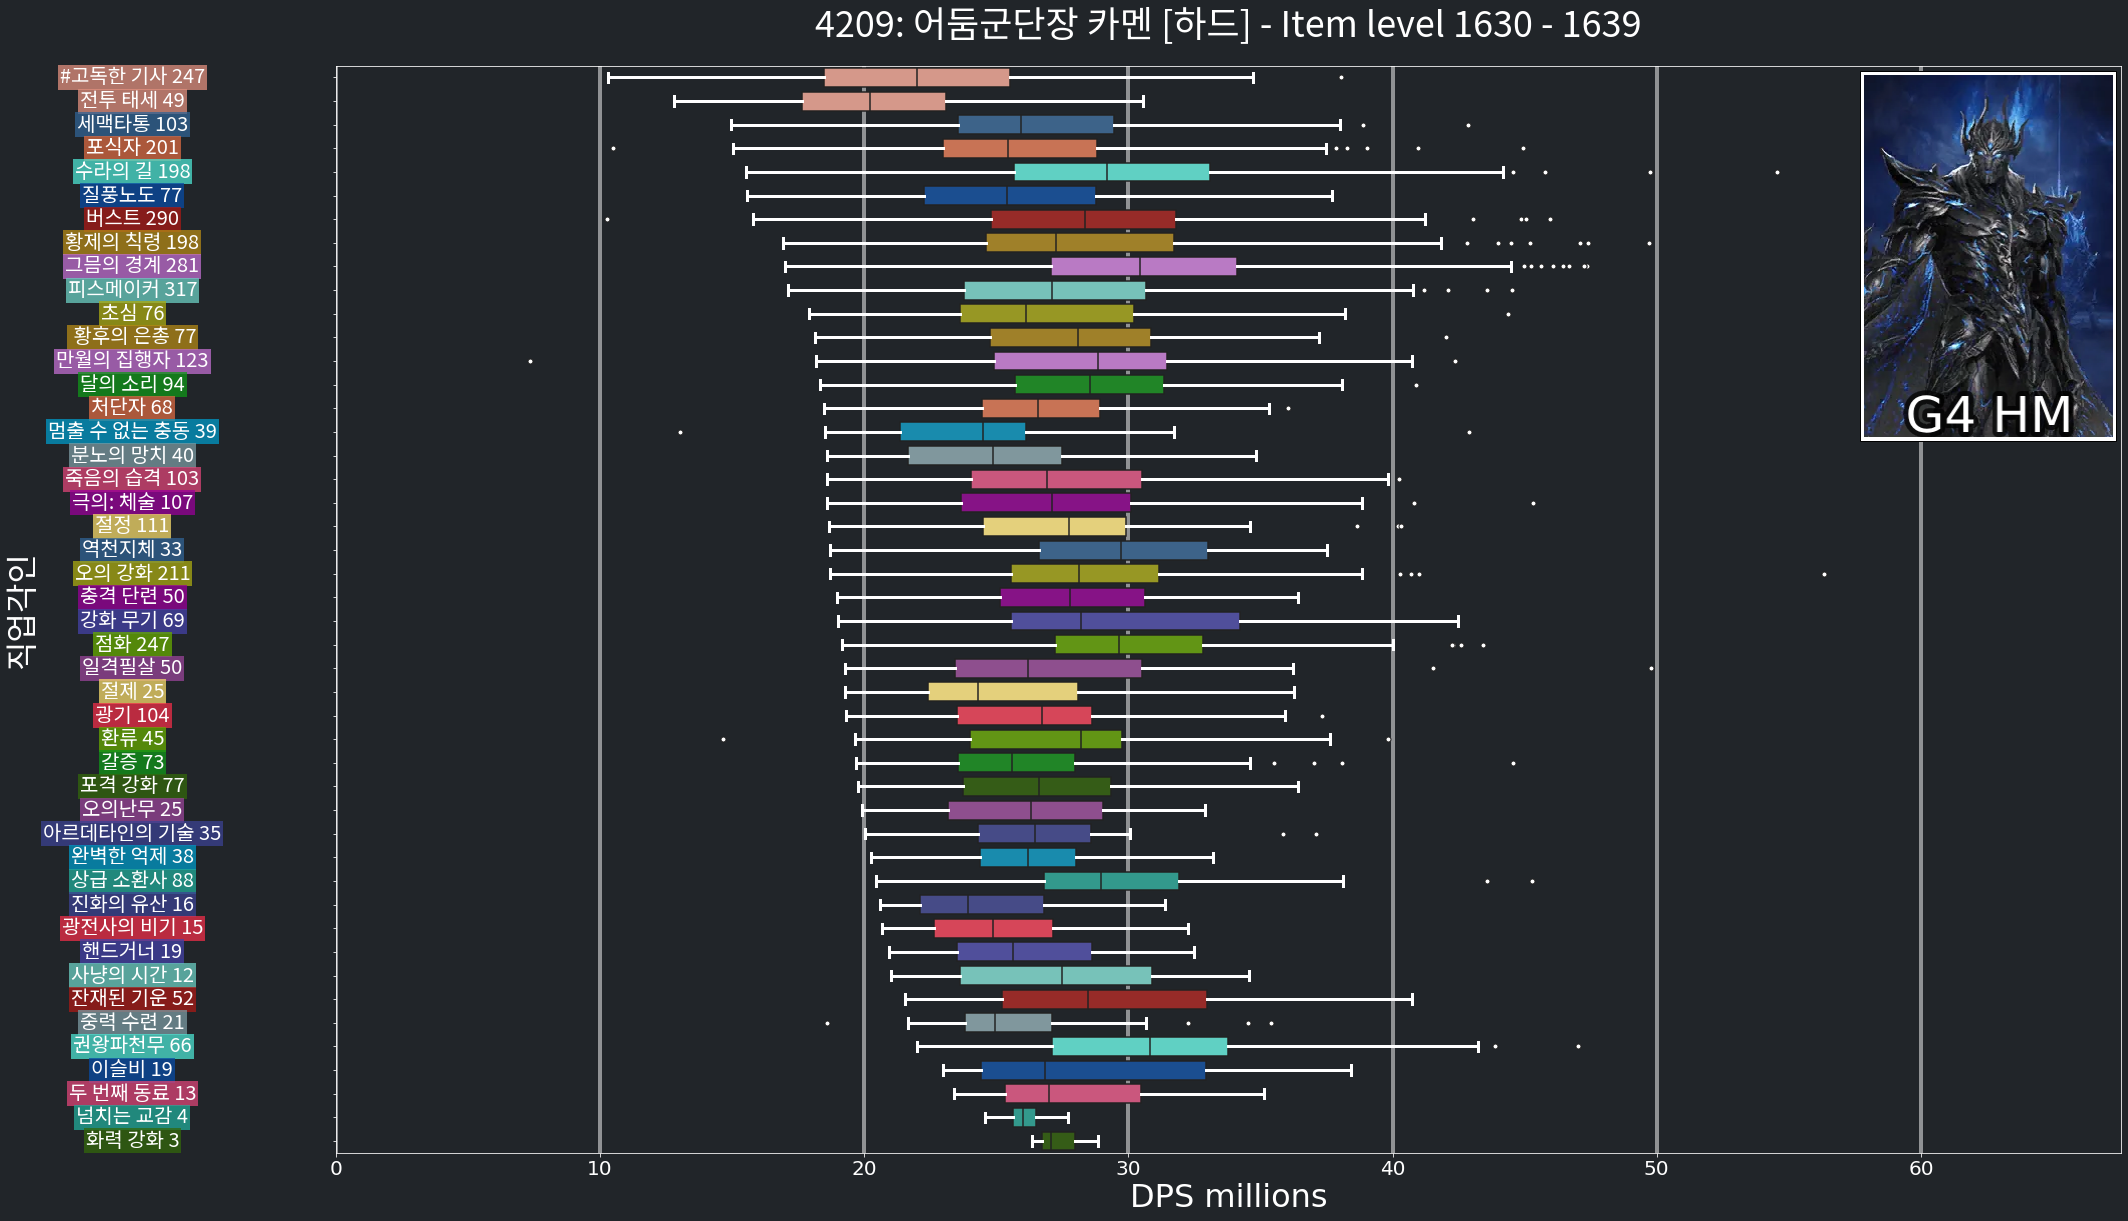 4209: 어둠군단장 카멘 [하드] - Item level 1630 - 1639
#고독한 기사 247
전투 태세 49
세맥타통 103
포식자 201
수라의 길 198
질풍노도 77
버스트 290
황제의 칙령 198
그믐의 경계 281
피스메이커 317
초심 76
황후의 은총 77
만월의 집행자 123
달의 소리 94
처단자 68
멈출 수 없는 충동 39
분노의 망치 40
죽음의 습격 103
극의: 체술 107
절정 111
역천지체 33
오의 강화 211
충격 단련 50
강화 무기 69
점화 247
일격필살 50
절제 25
광기 104
환류 45
갈증 73
포격 강화 77
오의난무 25
아르데타인의 기술 35
완벽한 억제 38
상급 소환사 88
진화의 유산 16
광전사의 비기 15
핸드거너 19
사냥의 시간 12
잔재된 기운 52
중력 수련 21
권왕파천무 66
이슬비 19
두 번째 동료 13
넘치는 교감 4
화력 강화 3
직업각인
G4 HM
0 10 20 30 40 50 60
DPS millions